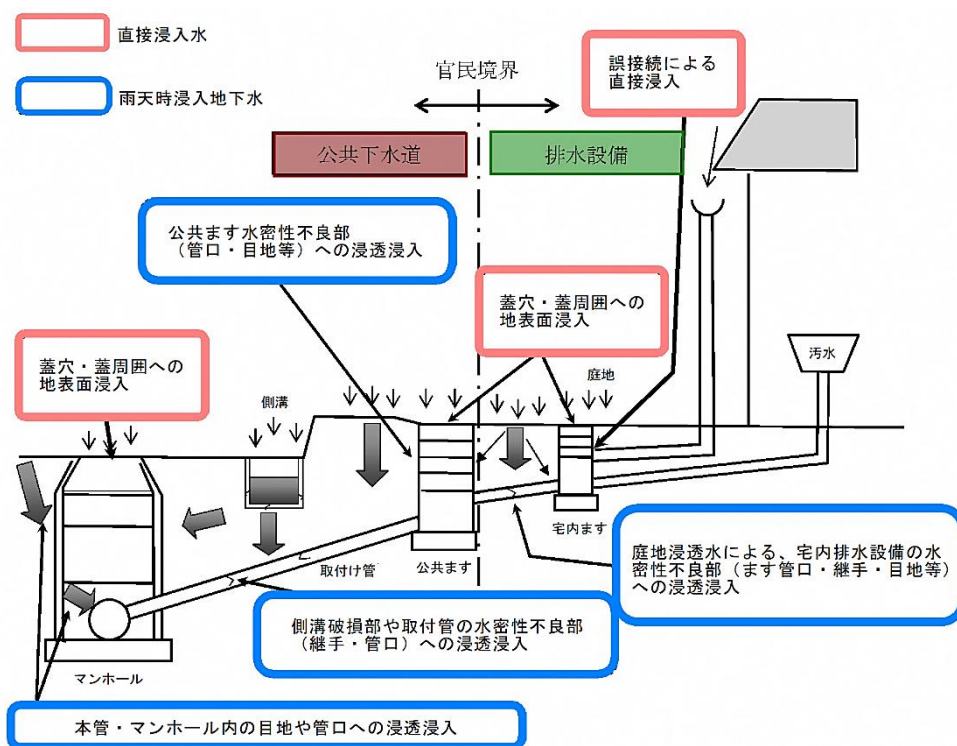 直接浸入水
雨天時浸入地下水
官民境界
誤接続による
直接浸入
公共下水道
排水設備
公共ます水密性不良部
（管口・目地等）への浸透浸入
蓋穴・蓋周囲への
地表面浸入
汚水
蓋穴・蓋周囲への
地表面浸入
側溝
庭地
宅内ます
取付け管
公共ます
庭地浸透水による、宅内排水設備の水
密性不良部（ます管口・継手・目地等）
への浸透浸入
側溝破損部や取付管の水密性不良部
（継手・管口）への浸透浸入
マンホール
本管・マンホール内の目地や管口への浸透浸入